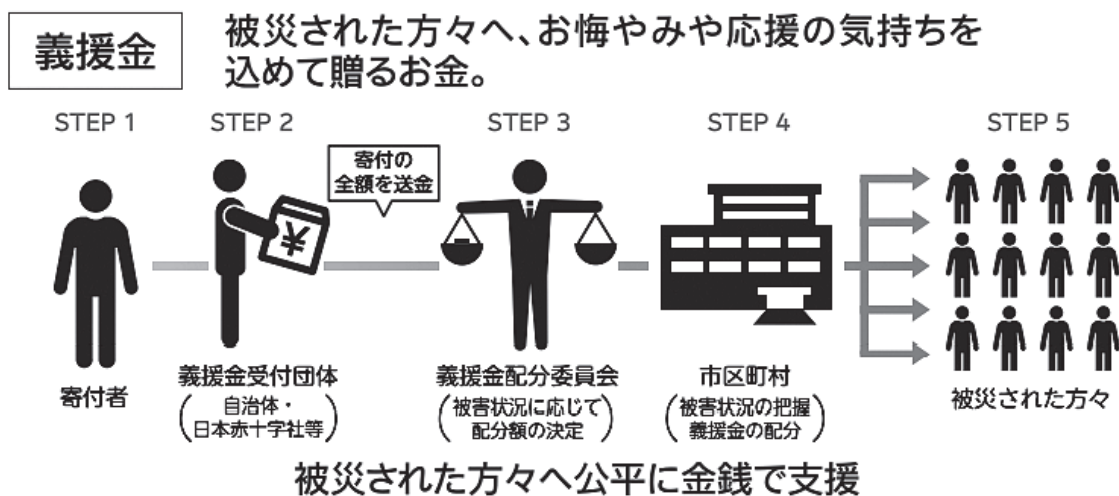 義援金
被災された方々へ、お悔やみや応援の気持ちを
込めて贈るお金。
STEP 1
STEP 2
STEP 3
STEP 4
STEP 5
寄付の
全額を送金
¥
寄付者
義援金受付団体
(自治体・
日本赤十字社等)
義援金配分委員会
(被害状況に応じて
配分額の決定)
市区町村
(被害状況の把握
義援金の配分)
被災された方々
被災された方々へ公平に金銭で支援